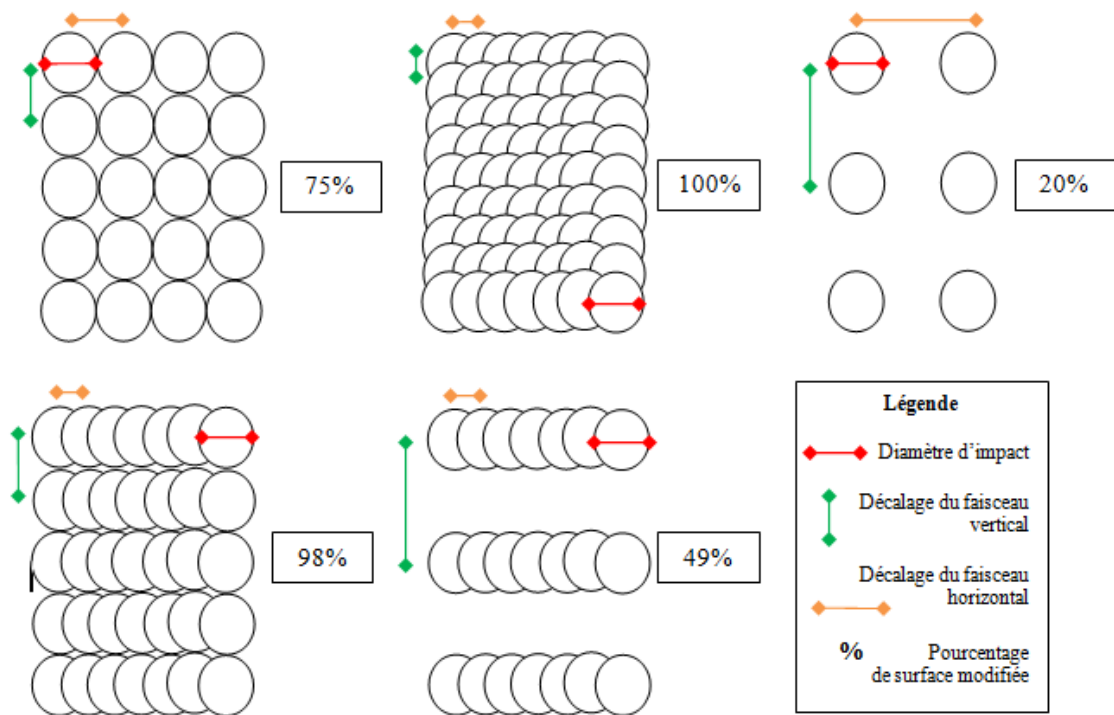 75%
100%
20%
98%
49%
Légende
Diamètre d’impact
Décalage du faisceau
vertical
Décalage du faisceau
horizontal
% Pourcentage
de surface modifiée